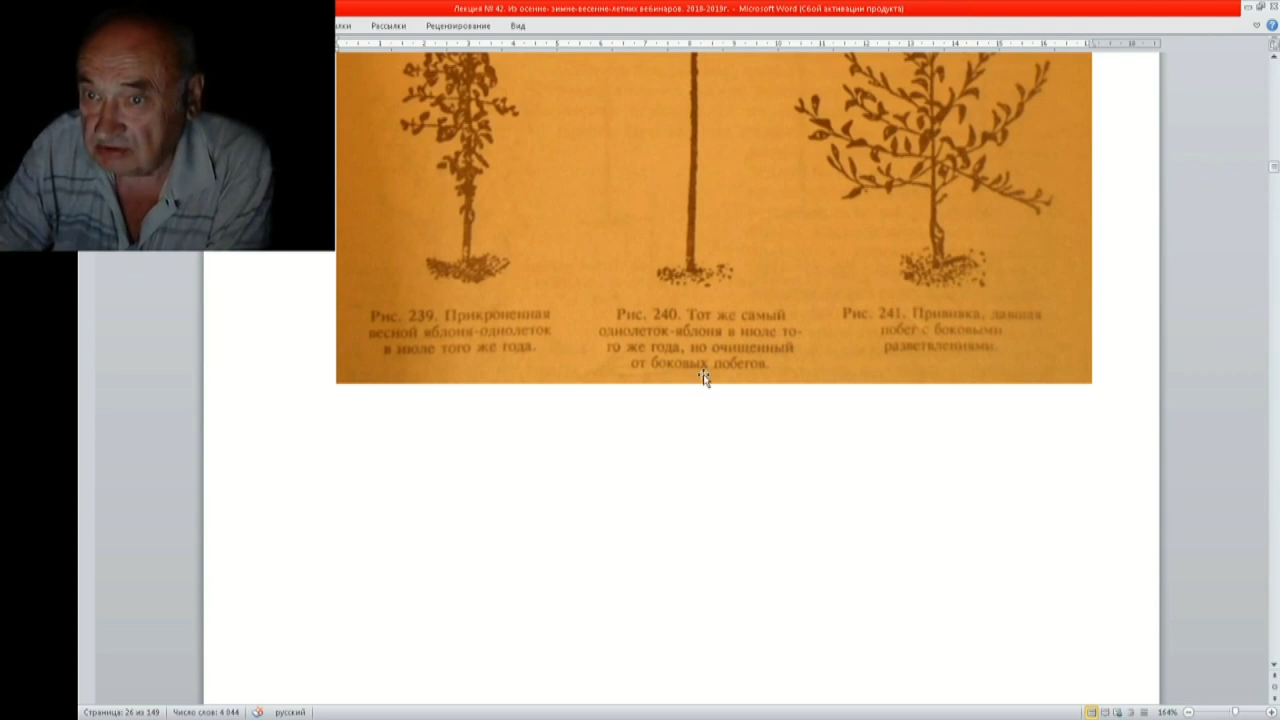 Лекция № 42. Из осенне- зимне-весенне-летних вебинаров. 2018-2019г. - Microsoft Word (Сбой активации продукта)
Рассылки Рецензирование Вид
Рис. 239. Прикроненная
весной яблоня-однолеток
в июле того же года.
Рис. 240. Тот же самый
однолеток-яблоня в июле то-
го же года, но очищенный
от боковых побегов.
Рис. 241. Прививка, давшая
побег с боковыми
разветвлениями.
Страница: 26 из 149 Число слов: 4 044 русский 164%